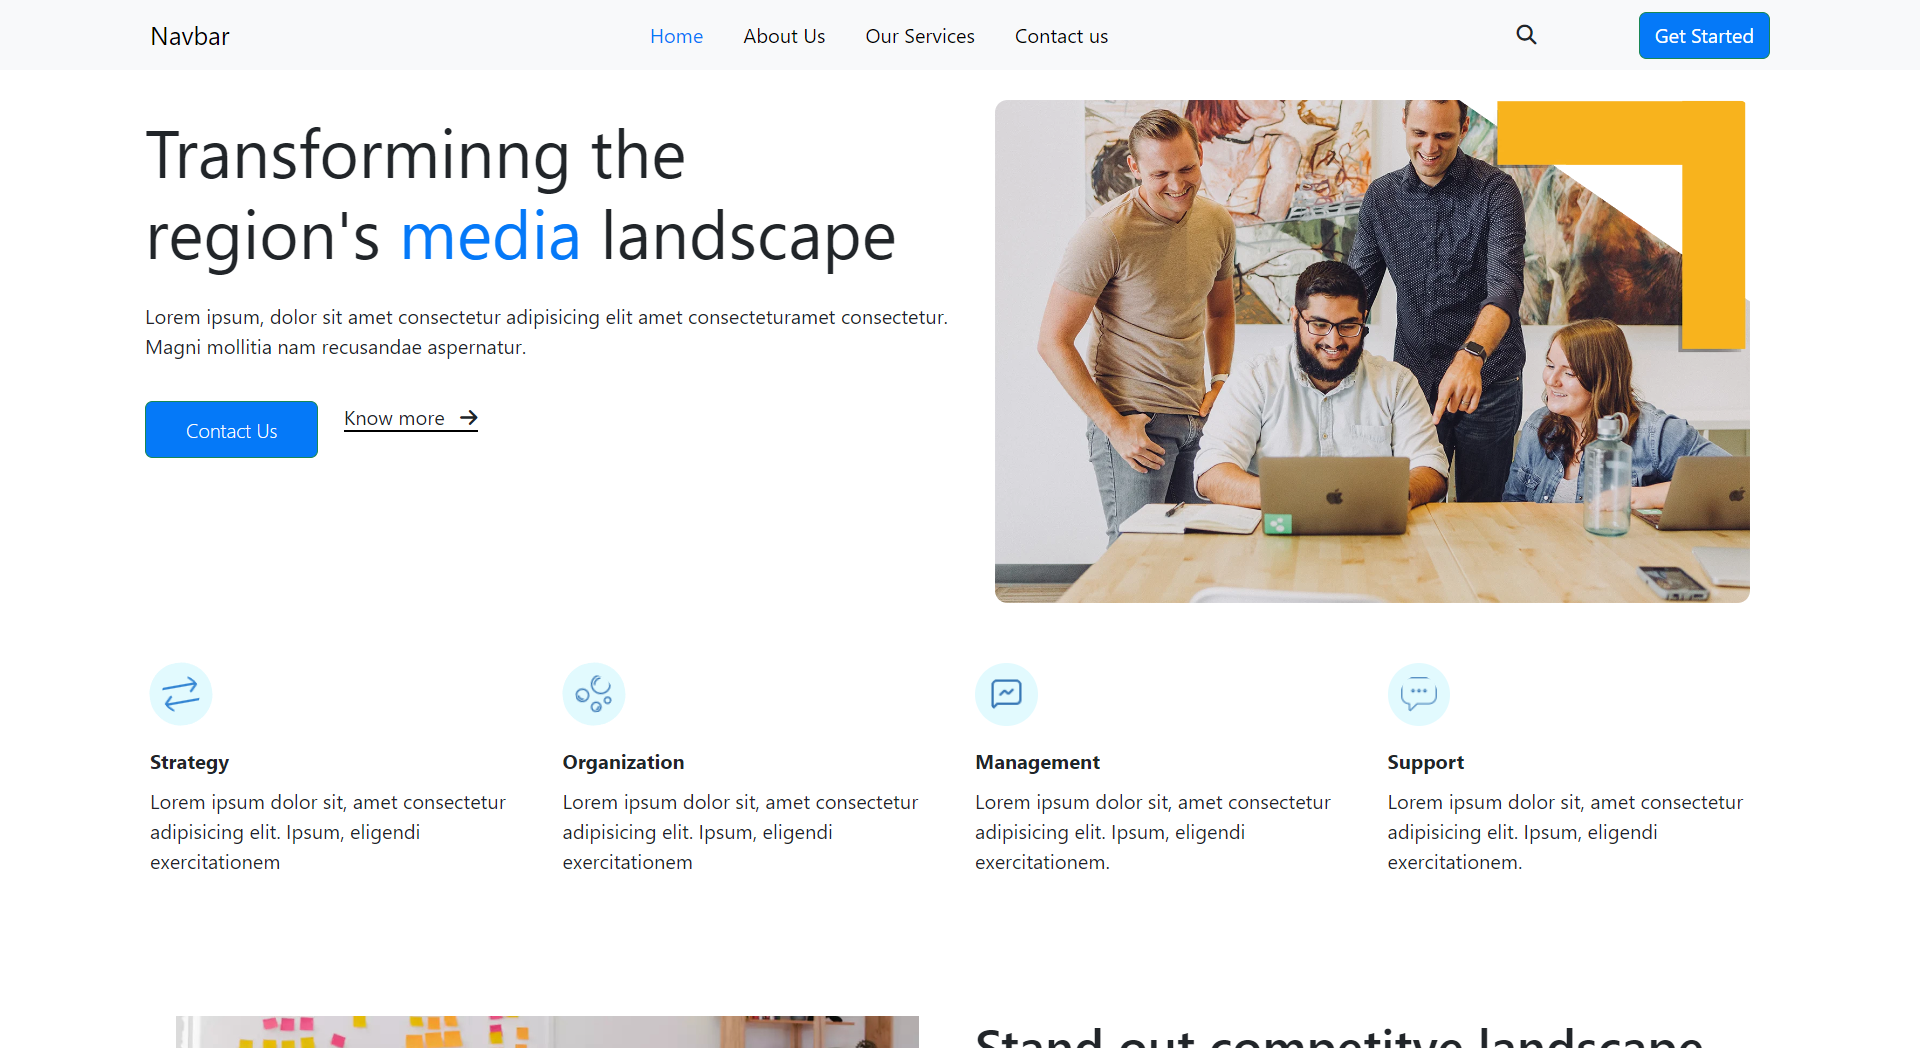 Navbar
Home
About Us
Our Services
Contact us
Get Started
Transforminng the
region's media landscape
Lorem ipsum, dolor sit amet consectetur adipisicing elit amet consecteturamet consectetur.
Magni mollitia nam recusandae aspernatur.
Contact Us
Know more
Strategy
Lorem ipsum dolor sit, amet consectetur
adipisicing elit. Ipsum, eligendi
exercitationem
Organization
Lorem ipsum dolor sit, amet consectetur
adipisicing elit. Ipsum, eligendi
exercitationem
Management
Lorem ipsum dolor sit, amet consectetur
adipisicing elit. Ipsum, eligendi
exercitationem.
Support
Lorem ipsum dolor sit, amet consectetur
adipisicing elit. Ipsum, eligendi
exercitationem.
Stand out competitve landscape